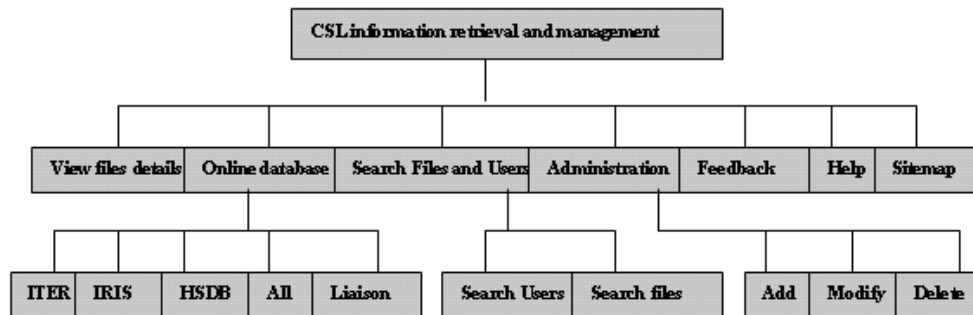 CSL information retrieval and management
View files details Online database Search Files and Users Administration Feedback Help Sitemap
ITER IRIS HSDB All Liaison Search Users Search files Add Modify Delete